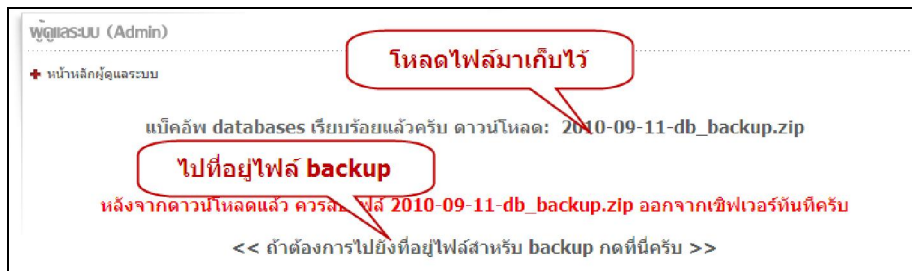 ผู้ดูแลระบบ (Admin)
โหลดไฟล์มาเก็บไว้
หน้าหลักผู้ดูแลระบบ
แบ็คอัพ databases เรียบร้อยแล้วครับ ดาวน์โหลด: 2010-09-11-db_backup.zip
ไปที่อยู่ไฟล์ backup
หลังจากดาวน์โหลดแล้ว ควรลบไฟล์ 2010-09-11-db_backup.zip ออกจากเซิฟเวอร์ทันทีครับ
<< ถ้าต้องการไปยังที่อยู่ไฟล์สำหรับ backup กดที่นี่ครับ >>